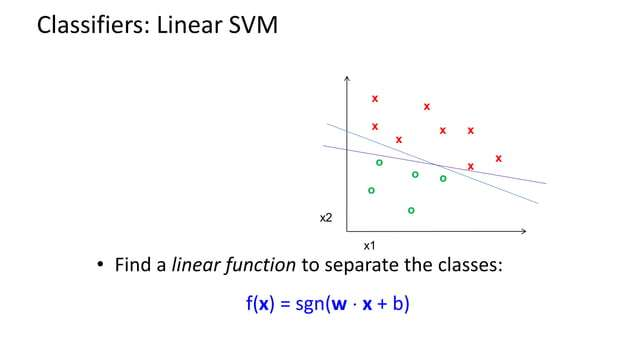 Classifiers: Linear SVM
x
x
x
x
x
x
x
x
o
o
o
o
o
x2
x1
• Find a linear function to separate the classes:
f(x) = sgn(w · x + b)